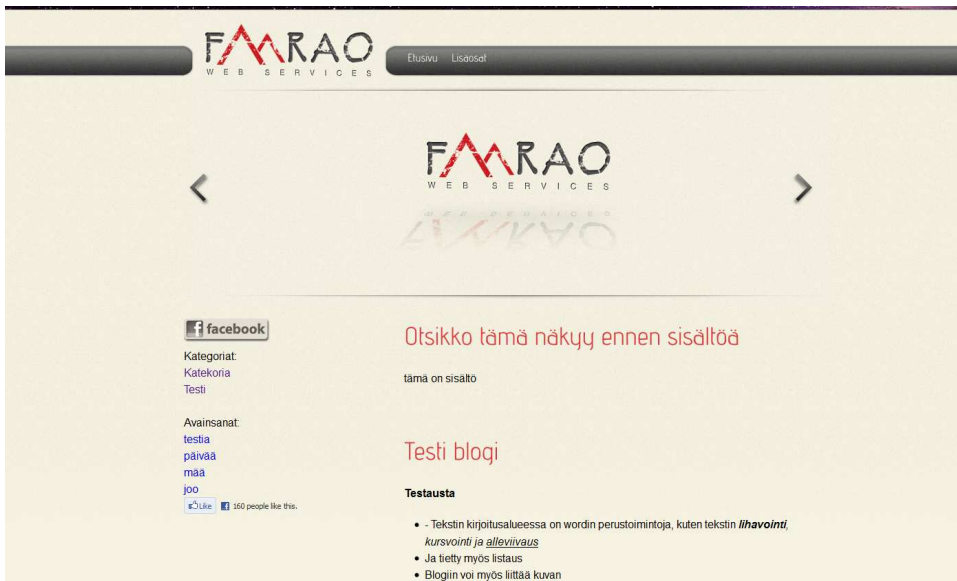 FAARAO
WEB SERVICES
Etusivu Lisäosat
FAARAO
WEB SERVICES
facebook
Kategoriat:
Katekoria
Testi
Avainsanat:
testia
päivää
mää
joo
Like 160 people like this.
Otsikko tämä näkyy ennen sisältöä
tämä on sisältö
Testi blogi
Testausta
- Tekstin kirjoitusalueessa on wordin perustoimintoja, kuten tekstin lihavointi,
kursvointi ja alleviivaus
Ja tietty myös listaus
Blogiin voi myös liittää kuvan